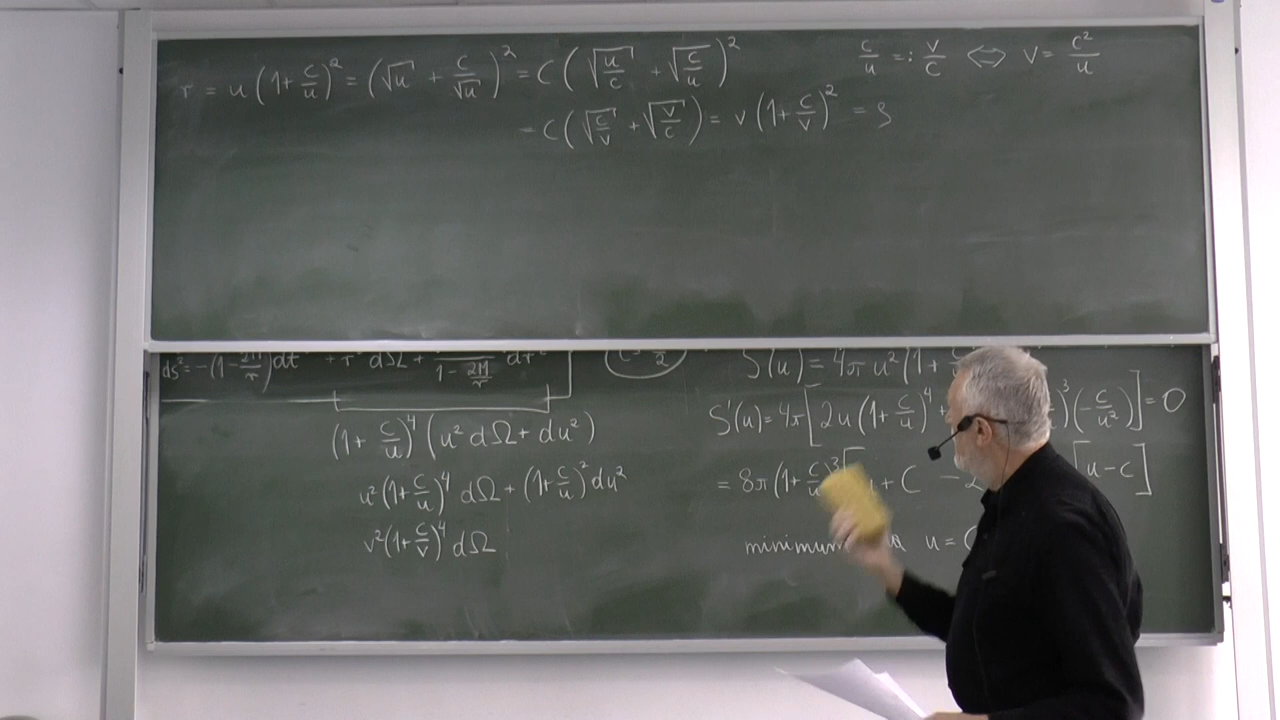 r = u(1+c/u)² = (√u + c/√u)² = C(√(u/c) + √(c/u))²
c/u =: v/c ⟺ v = c²/u
= C(√(c/v) + √(v/c)) = v(1+c/v)² = ρ
ds² = -(1-2M/r)dt² + r² dΩ + 1/(1-2M/r) dr²
S(u) = 4π u²(1+
(1+c/u)⁴(u² dΩ + du²)
S'(u) = 4π[2u(1+c/u)⁴ + )³(-c/u²)] = 0
u²(1+c/u)⁴ dΩ + (1+c/u)² du²
= 8π(1+c/u)³[u + C - 2 [u-c]
v²(1+c/v)⁴ dΩ
minimum u = C